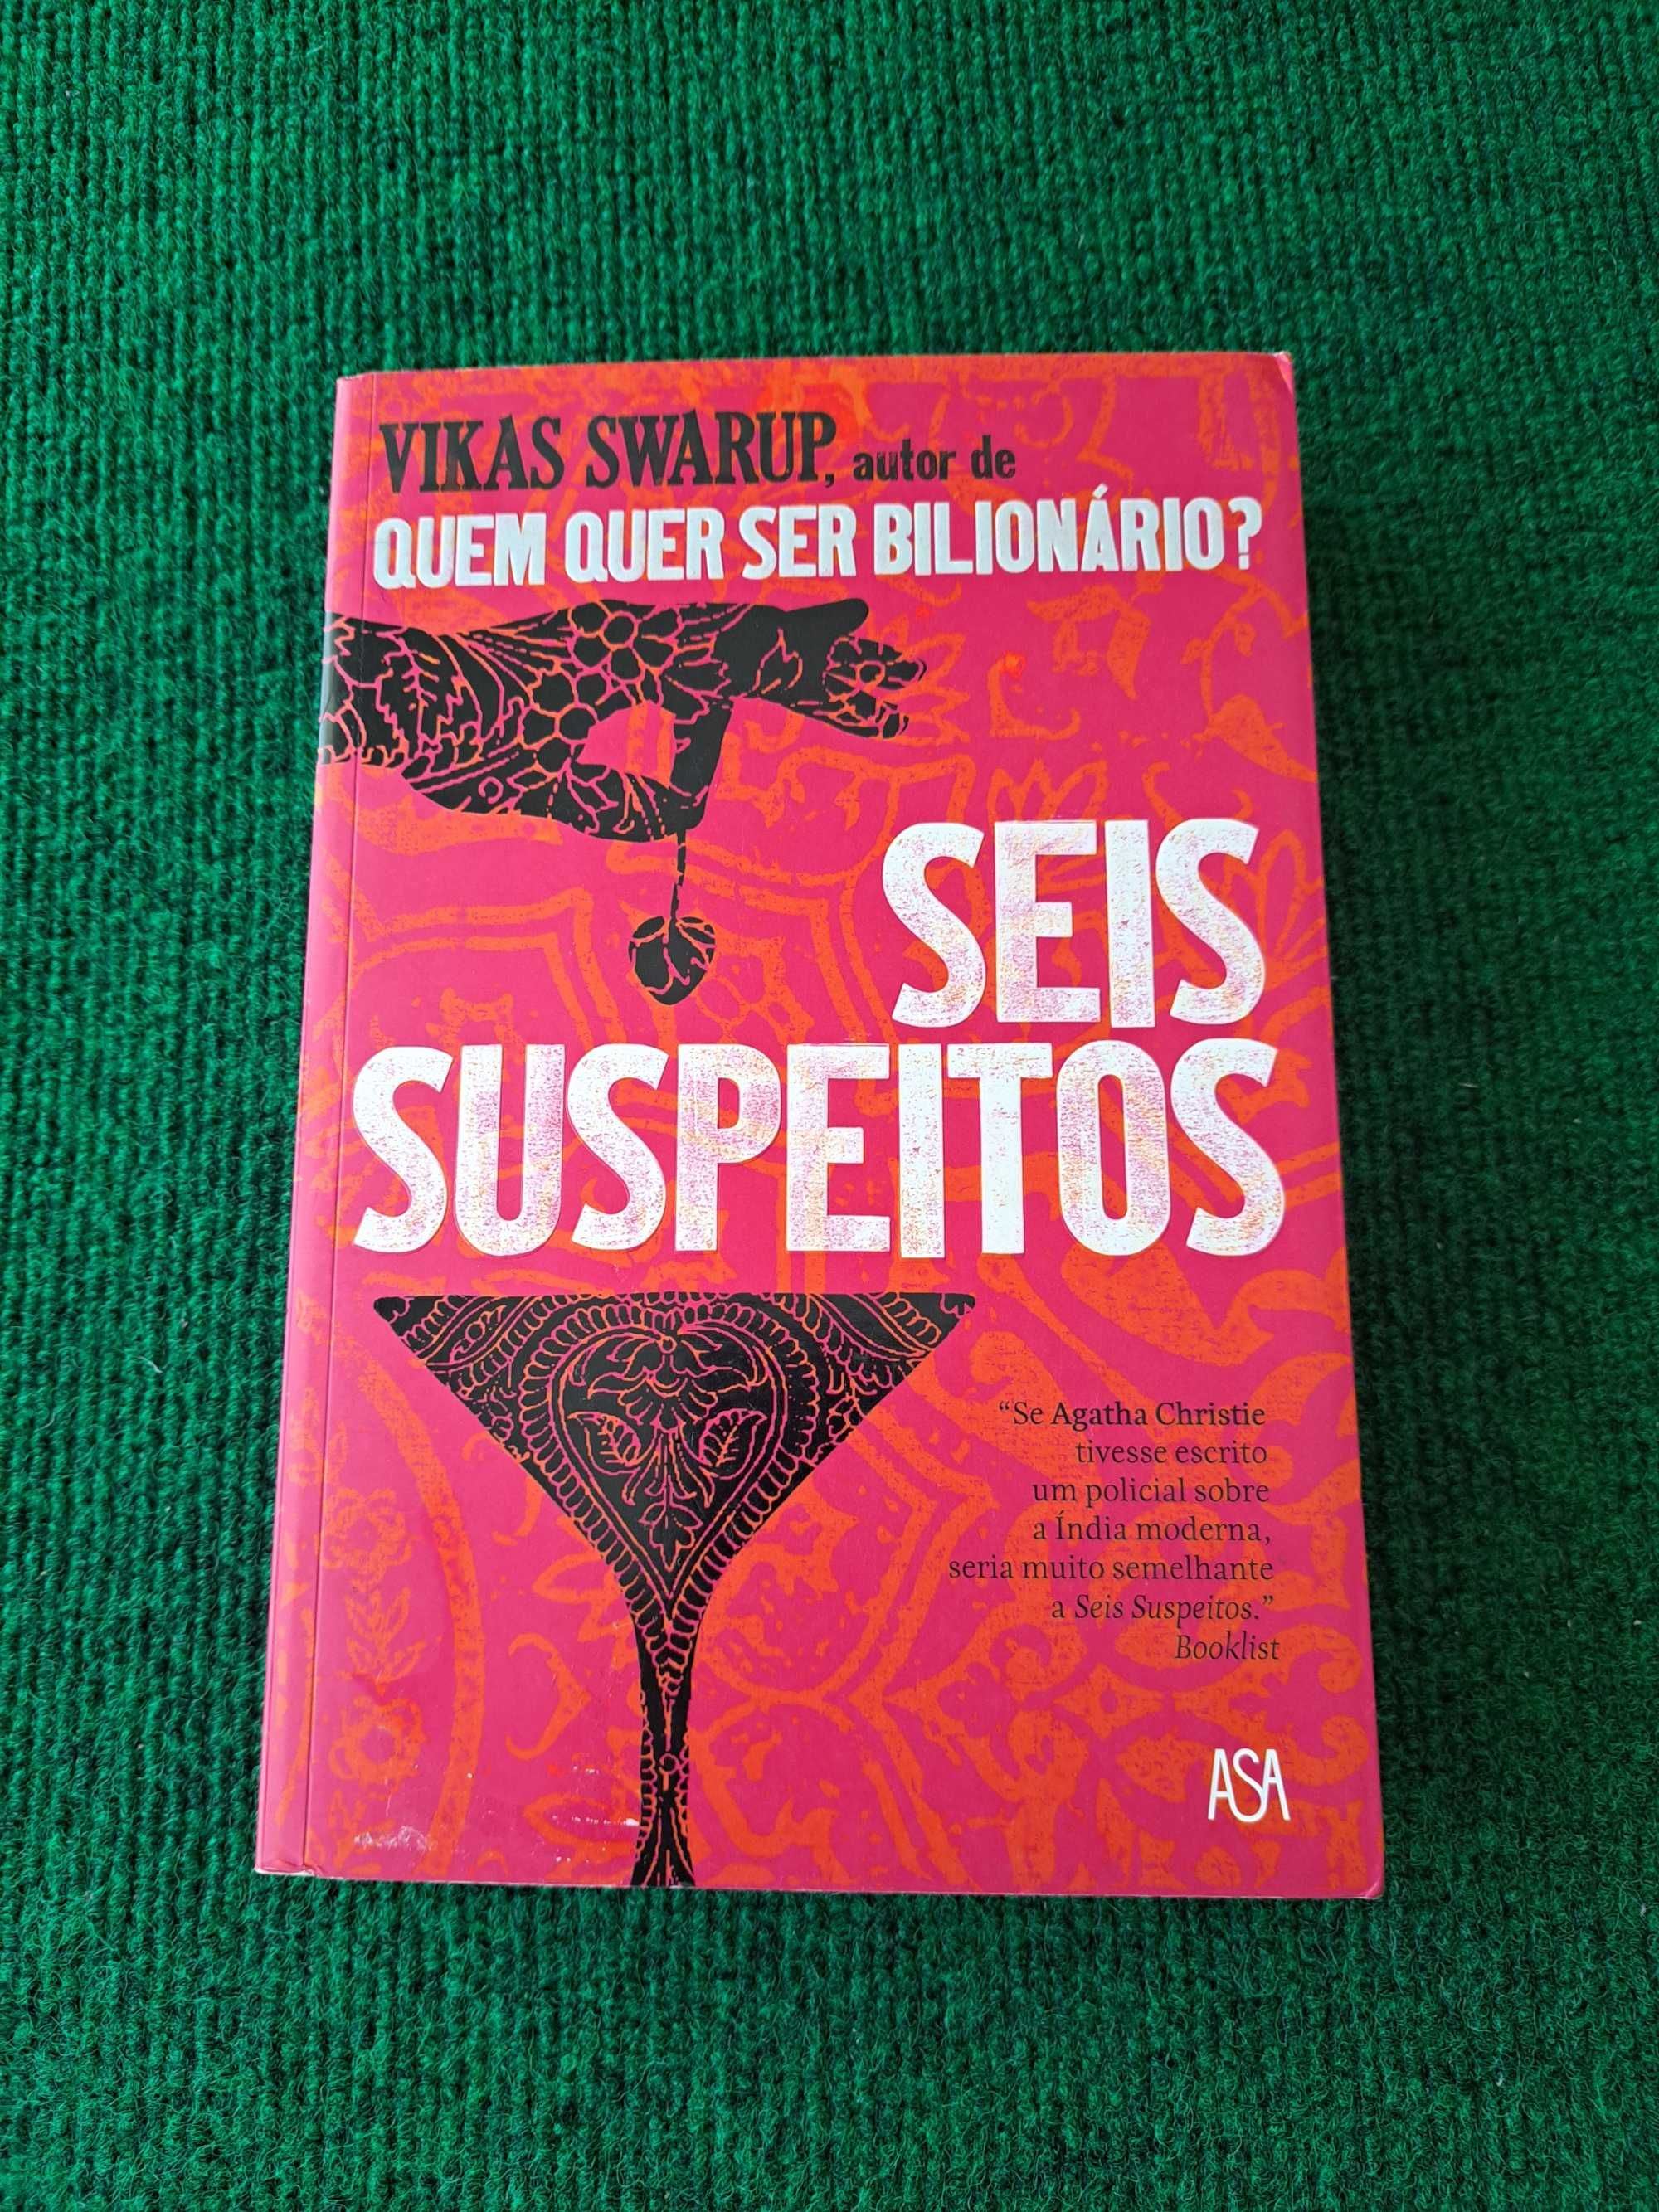 VIKAS SWARUP, autor de
QUEM QUER SER BILIONÁRIO?
SEIS
SUSPEITOS
“Se Agatha Christie
tivesse escrito
um policial sobre
a Índia moderna,
seria muito semelhante
a Seis Suspeitos.”
Booklist
ASA